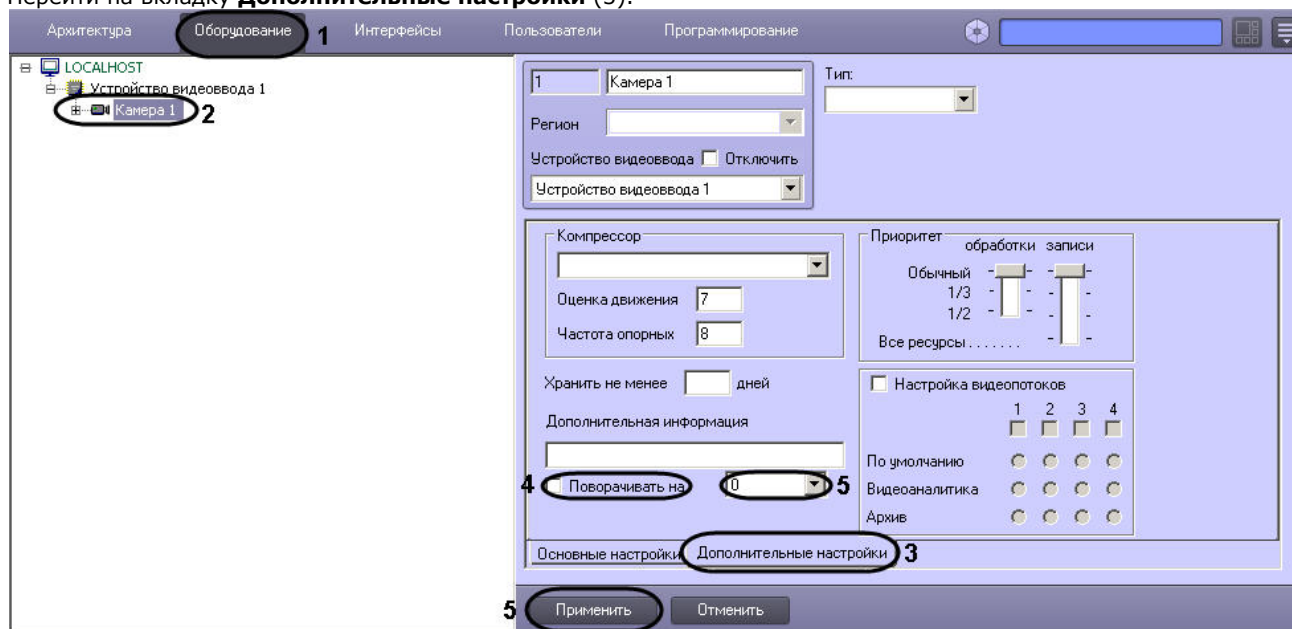 перейти на вкладку Дополнительные настройки (3).
Архитектура Оборудование 1 Интерфейсы Пользователи Программирование
LOCALHOST
Устройство видеоввода 1
Камера 1 2
1 Камера 1 Тип:
Регион
Устройство видеоввода Отключить
Устройство видеоввода 1
Компрессор
Оценка движения 7
Частота опорных 8
Хранить не менее дней
Дополнительная информация
4 Поворачивать на 0 5
Приоритет обработки записи
Обычный
1/3
1/2
Все ресурсы.......
Настройка видеопотоков
1 2 3 4
По умолчанию
Видеоаналитика
Архив
Основные настройки Дополнительные настройки 3
5 Применить Отменить